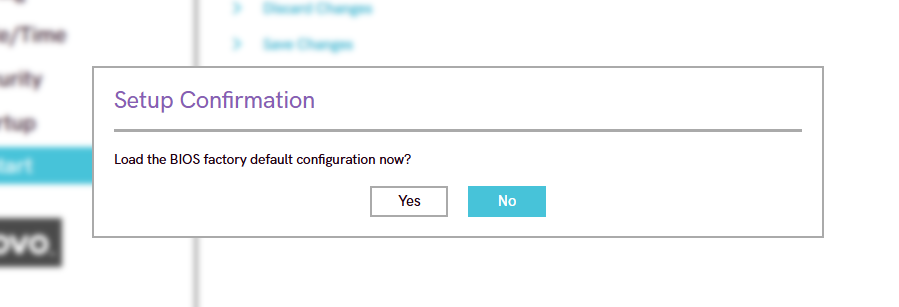 Discard Changes
Save Changes
Setup Confirmation
Load the BIOS factory default configuration now?
Yes
No